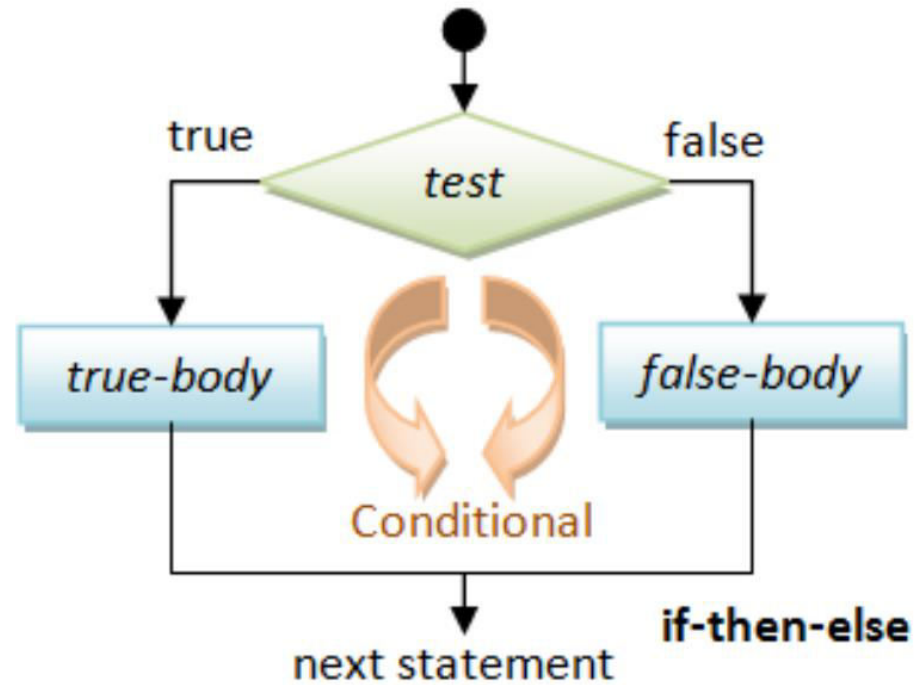 true
false
test
true-body
false-body
Conditional
if-then-else
next statement